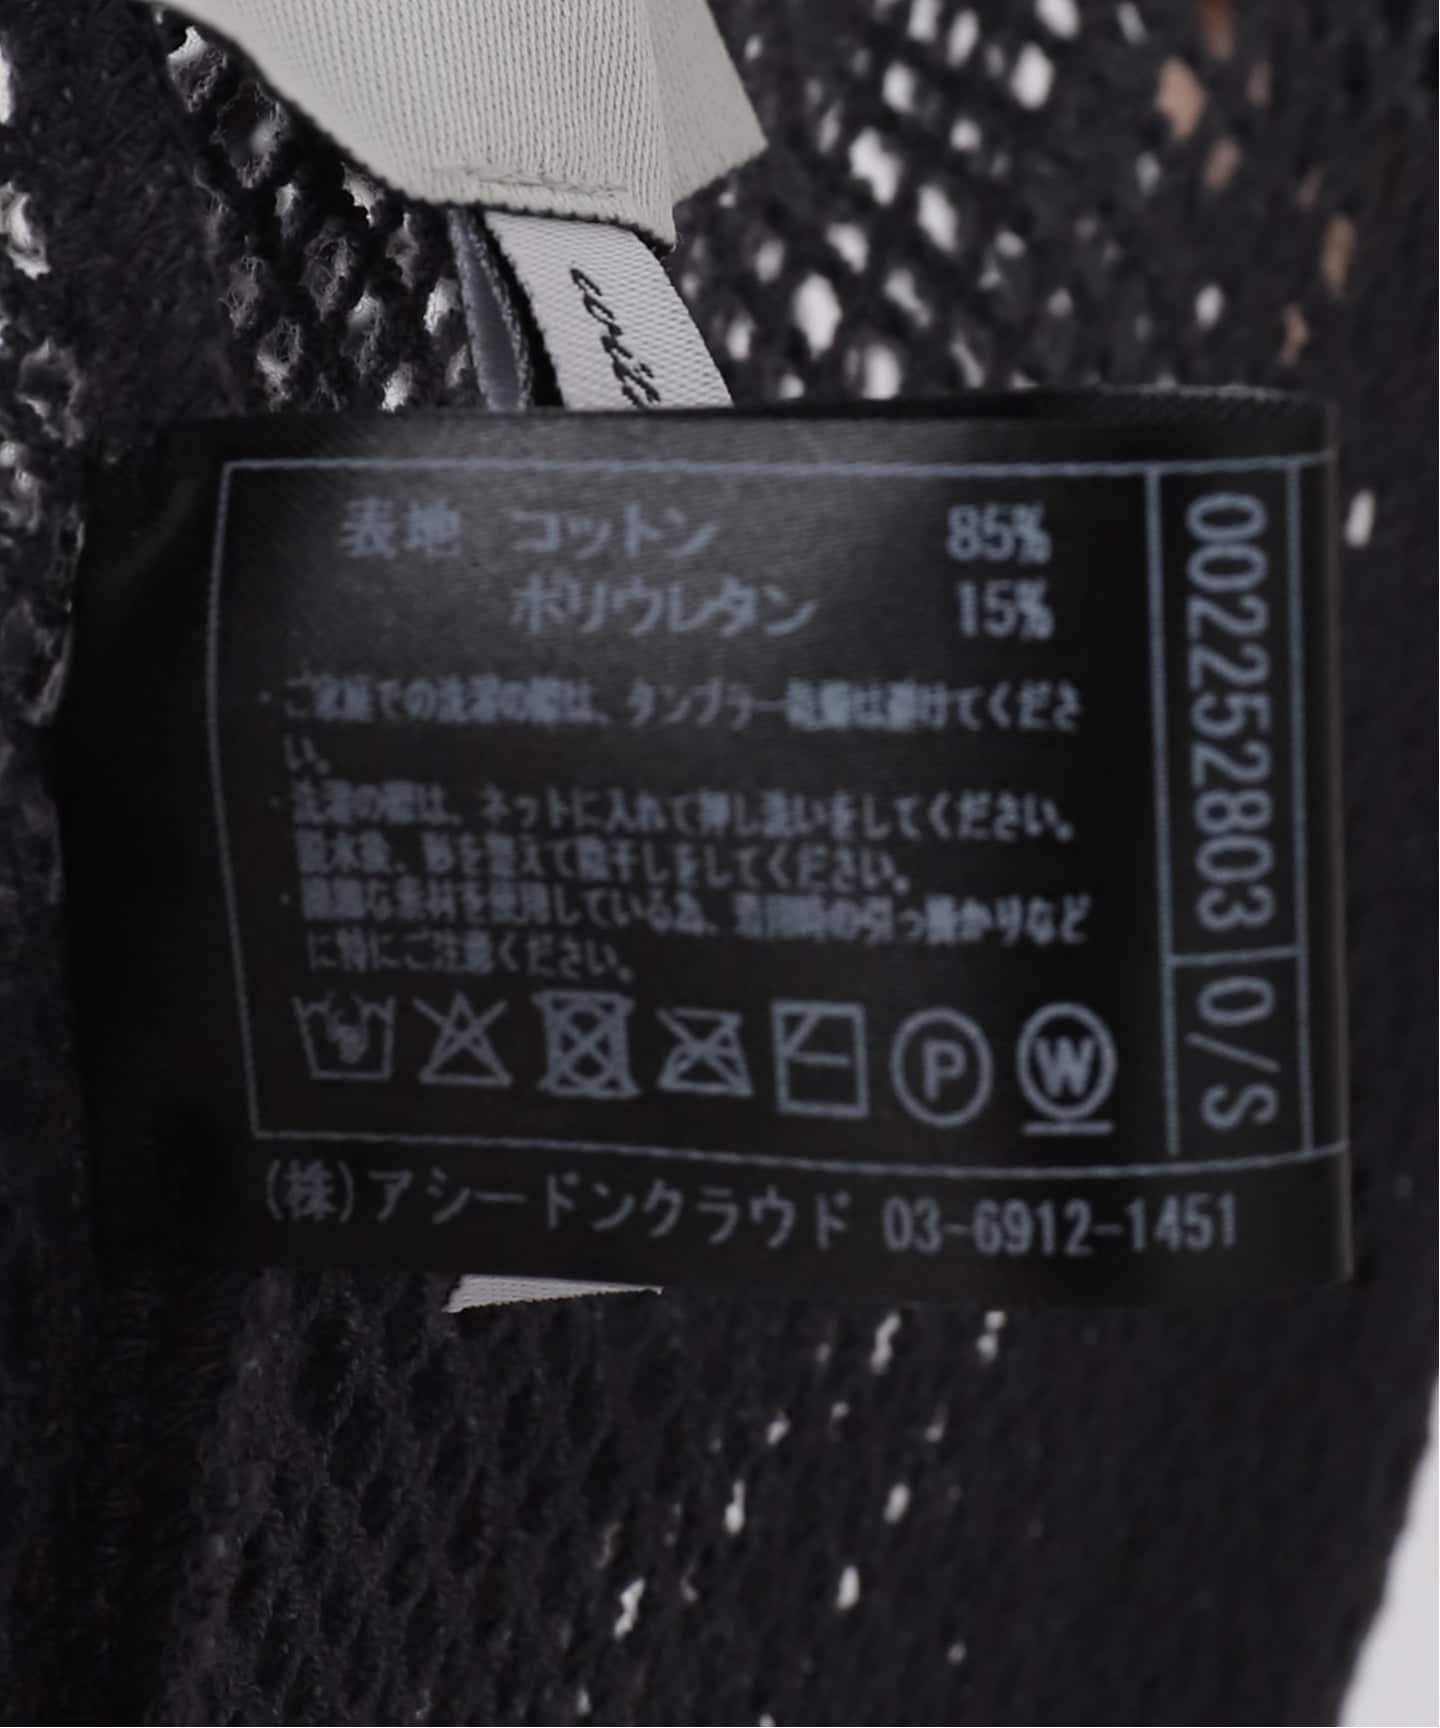 表地 コットン 85%
ポリウレタン 15%
・ご家庭での洗濯の際は、タンブラー乾燥は避けてくださ
い。
・洗濯の際は、ネットに入れて押し洗いをしてください。
脱水後、形を整えて陰干しをしてください。
・繊細な素材を使用している為、着用時の引っ掛かりなど
に特にご注意ください。
P W
(株)アシードンクラウド 03-6912-1451
0022252803 0/S